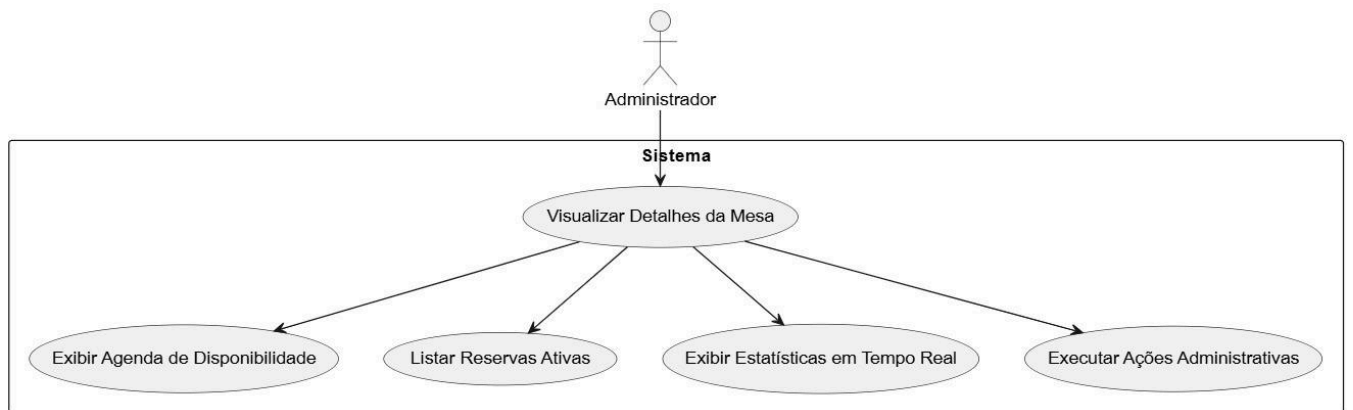 Administrador
Sistema
Visualizar Detalhes da Mesa
Exibir Agenda de Disponibilidade
Listar Reservas Ativas
Exibir Estatísticas em Tempo Real
Executar Ações Administrativas